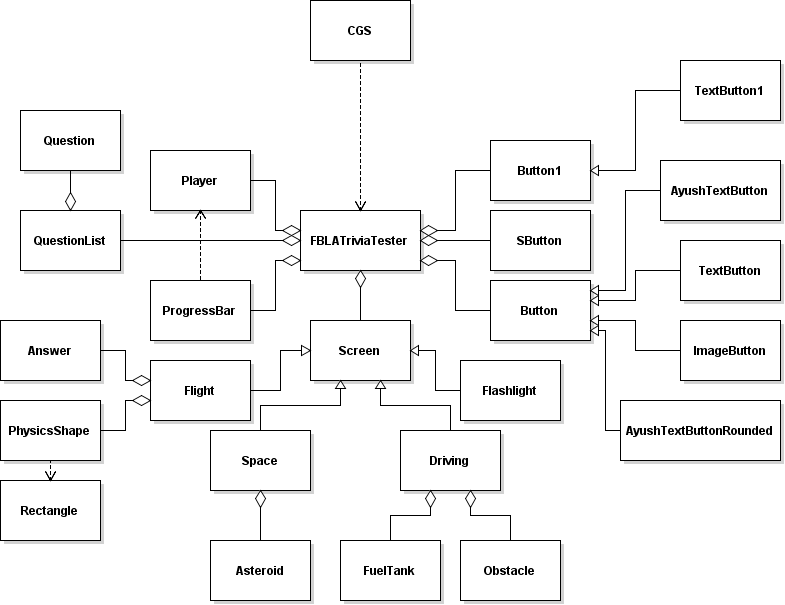 CGS
TextButton1
Question
Button1
Player
AyushTextButton
QuestionList
FBLATriviaTester
SButton
TextButton
ProgressBar
Button
Answer
Screen
ImageButton
Flight
Flashlight
PhysicsShape
AyushTextButtonRounded
Space
Driving
Rectangle
Asteroid
FuelTank
Obstacle